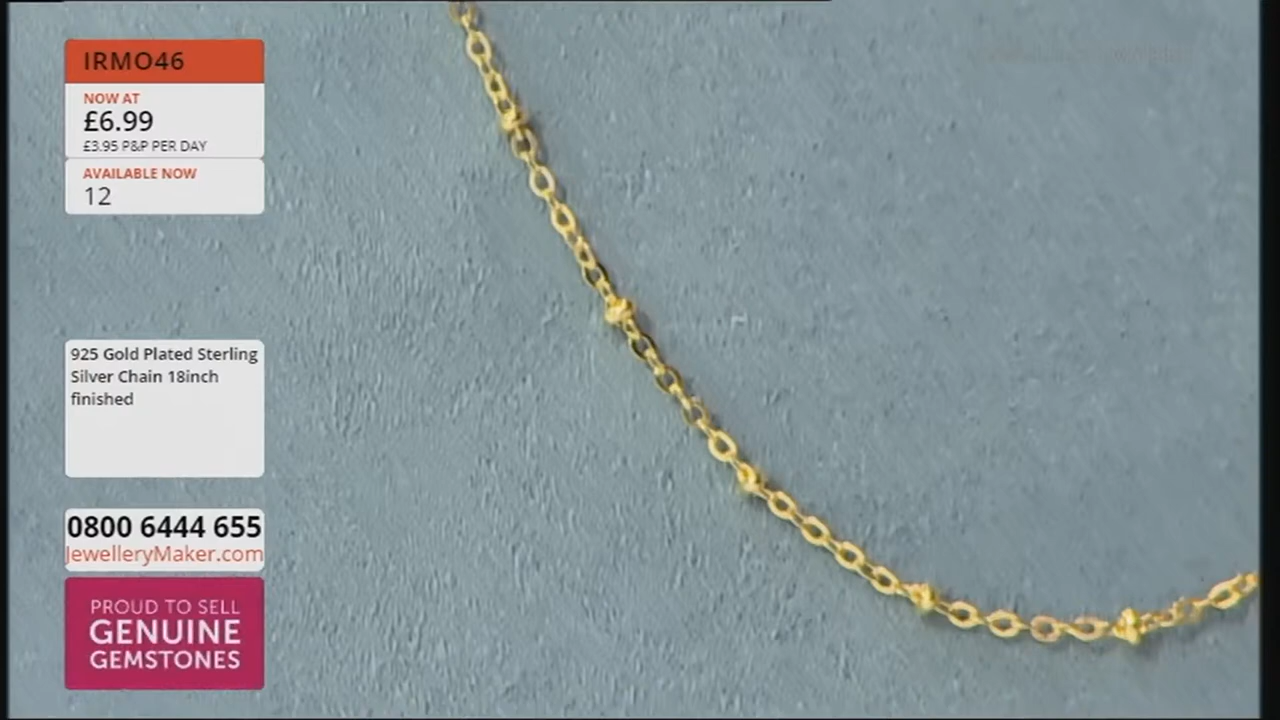 IRMO46
NOW AT
£6.99
£3.95 P&P PER DAY
AVAILABLE NOW
12
925 Gold Plated Sterling
Silver Chain 18inch
finished
0800 6444 655
JewelleryMaker.com
PROUD TO SELL
GENUINE
GEMSTONES